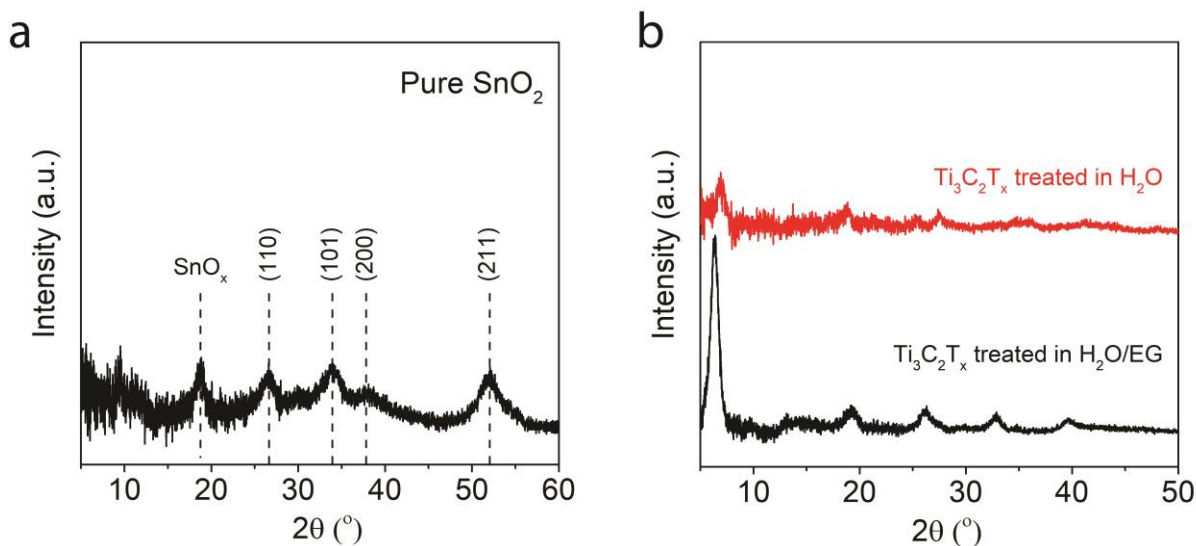 a
Pure SnO₂
SnOₓ
(110)
(101)
(200)
(211)
Intensity (a.u.)
10 20 30 40 50 60
2θ (°)
b
Ti₃C₂Tₓ treated in H₂O
Ti₃C₂Tₓ treated in H₂O/EG
Intensity (a.u.)
10 20 30 40 50
2θ (°)